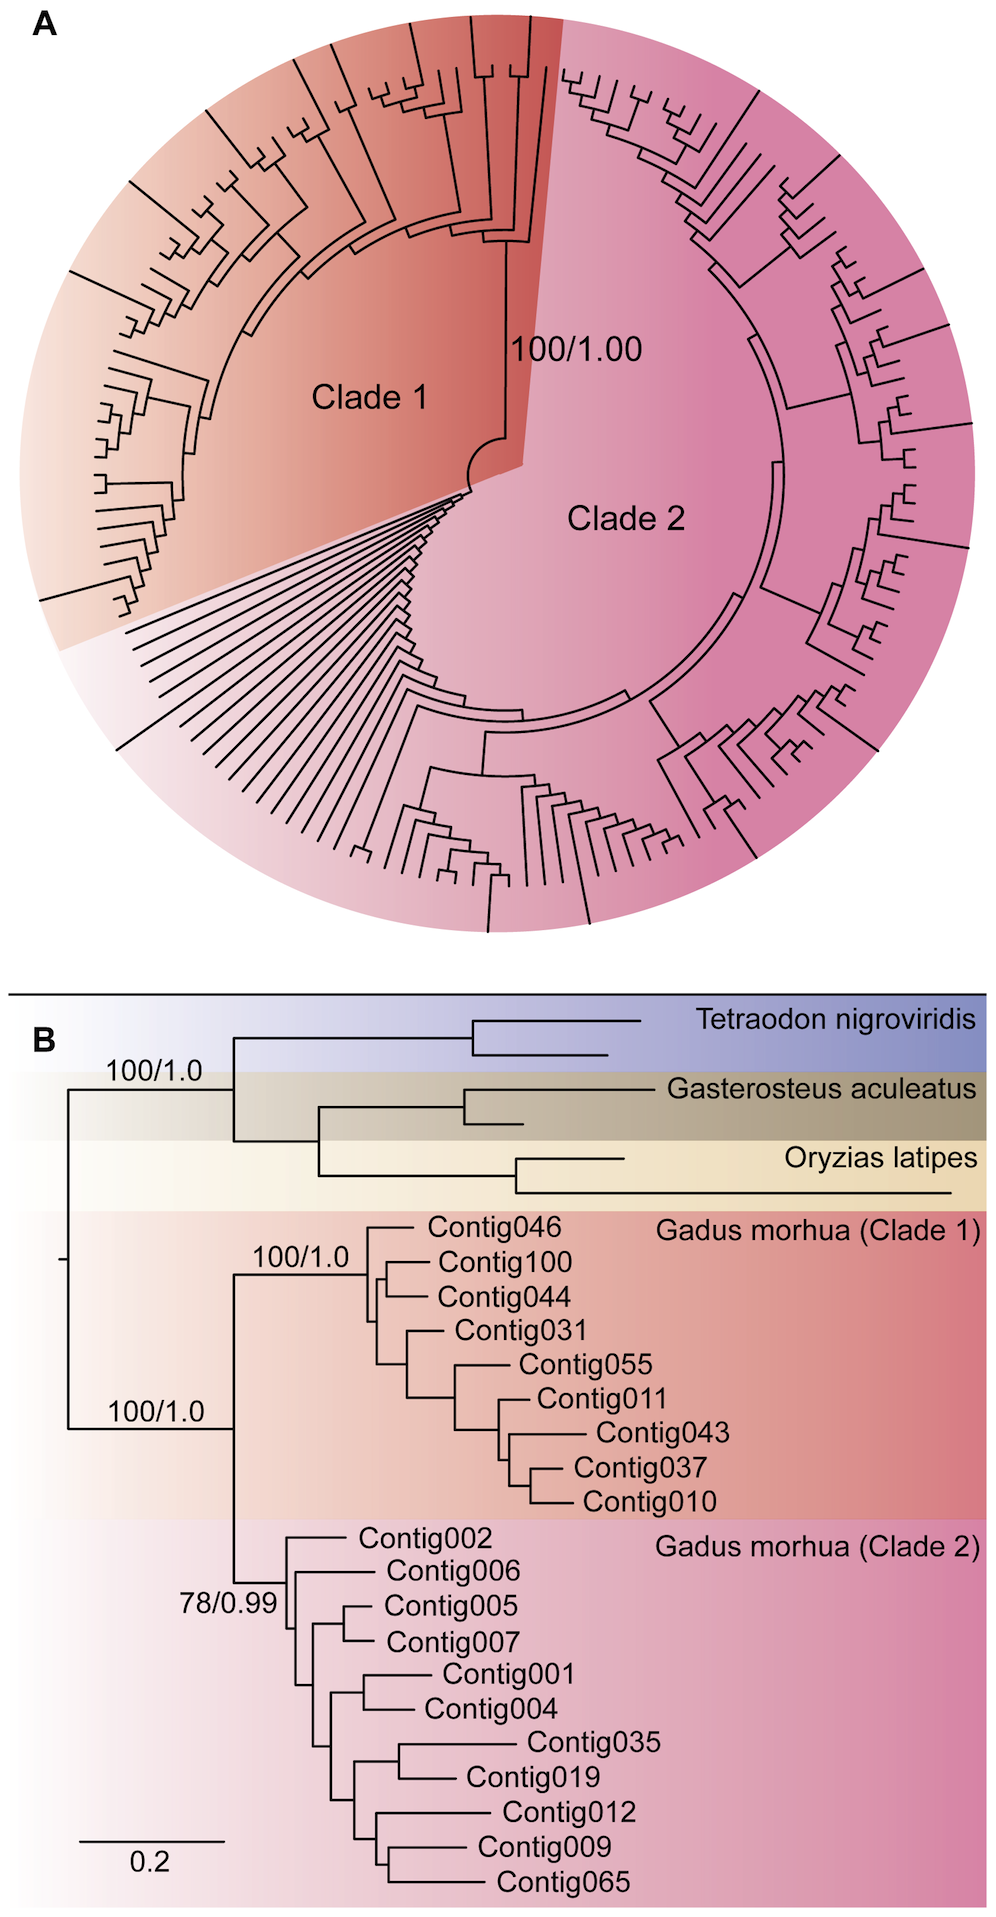 A
100/1.00
Clade 1
Clade 2
B
Tetraodon nigroviridis
100/1.0
Gasterosteus aculeatus
Oryzias latipes
Contig046
Gadus morhua (Clade 1)
100/1.0
Contig100
Contig044
Contig031
Contig055
Contig011
100/1.0
Contig043
Contig037
Contig010
Contig002
Gadus morhua (Clade 2)
Contig006
78/0.99
Contig005
Contig007
Contig001
Contig004
Contig035
Contig019
Contig012
Contig009
0.2
Contig065